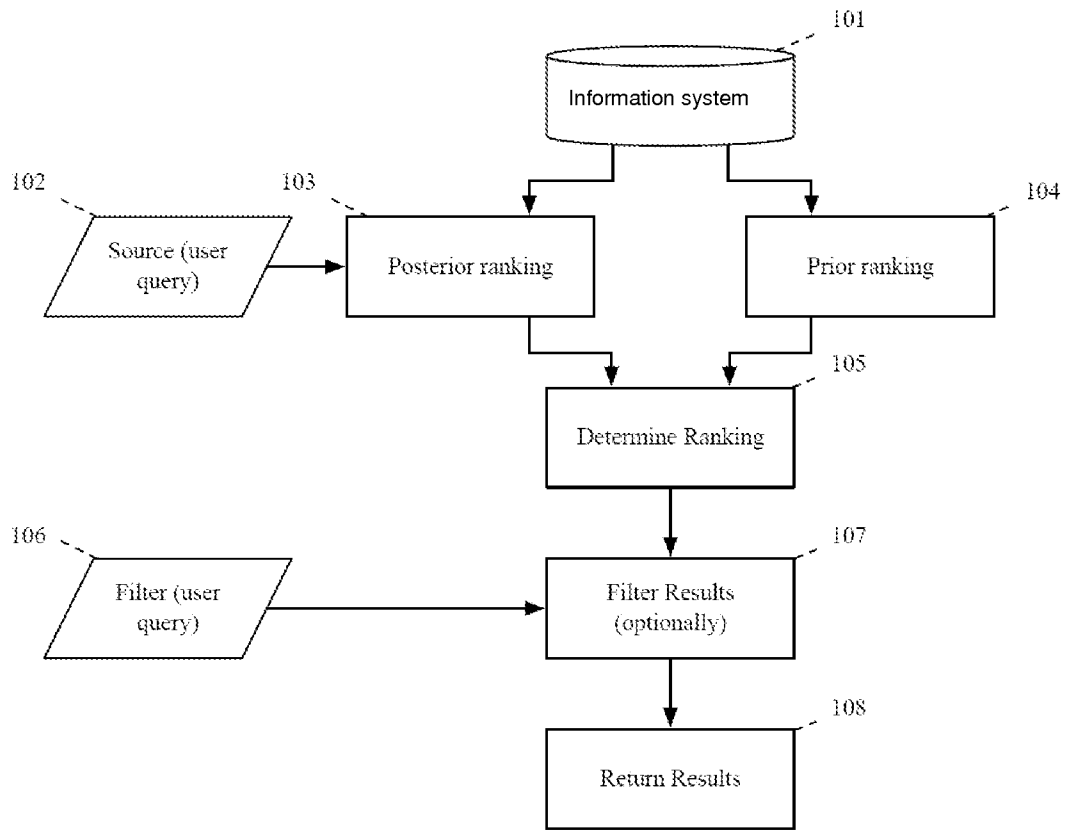 101
Information system
102
103
104
Source (user
query)
Posterior ranking
Prior ranking
105
Determine Ranking
106
107
Filter (user
query)
Filter Results
(optionally)
108
Return Results